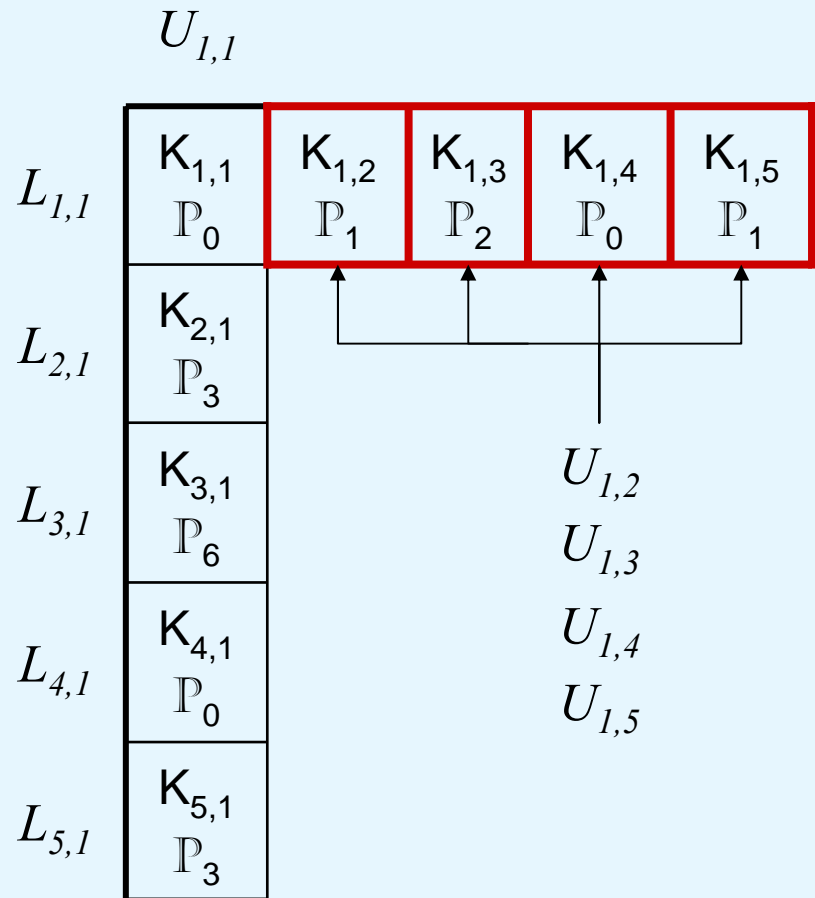 U1,1
L1,1 K1,1 K1,2 K1,3 K1,4 K1,5
ℙ0 ℙ1 ℙ2 ℙ0 ℙ1
L2,1 K2,1
ℙ3
L3,1 K3,1
ℙ6
L4,1 K4,1
ℙ0
L5,1 K5,1
ℙ3
U1,2
U1,3
U1,4
U1,5